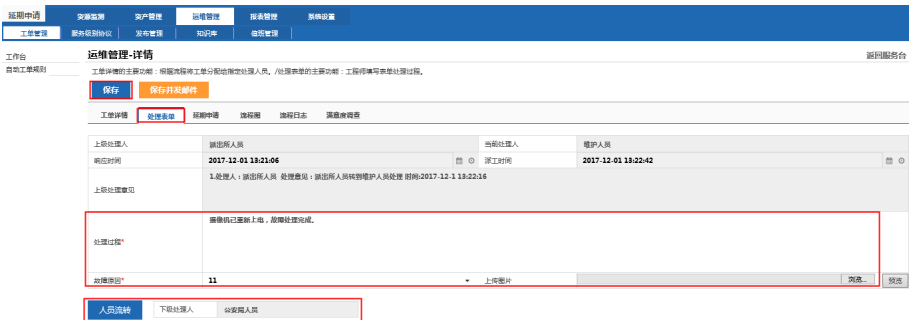 延期申请 资源监测 资产管理 运维管理 报表管理 系统设置
工单管理 服务级别协议 发布管理 知识库 值班管理
工作台 运维管理-详情 返回服务台
自动工单规则 工单详情的主要功能：根据流程将工单分配给指定处理人员。/处理表单的主要功能：工程师填写表单处理过程。
保存 保存并发邮件
工单详情 处理表单 延期申请 流程图 流程日志 满意度调查
上级处理人 派出所人员 当前处理人 维护人员
响应时间 2017-12-01 13:21:06 派工时间 2017-12-01 13:22:42
上级处理意见 1.处理人：派出所人员 处理意见：派出所人员转到维护人员处理 时间:2017-12-1 13:22:16
摄像机已重新上电，故障处理完成。
处理过程*
故障原因* 11 上传图片 浏览... 预览
人员流转 下级处理人 公安局人员